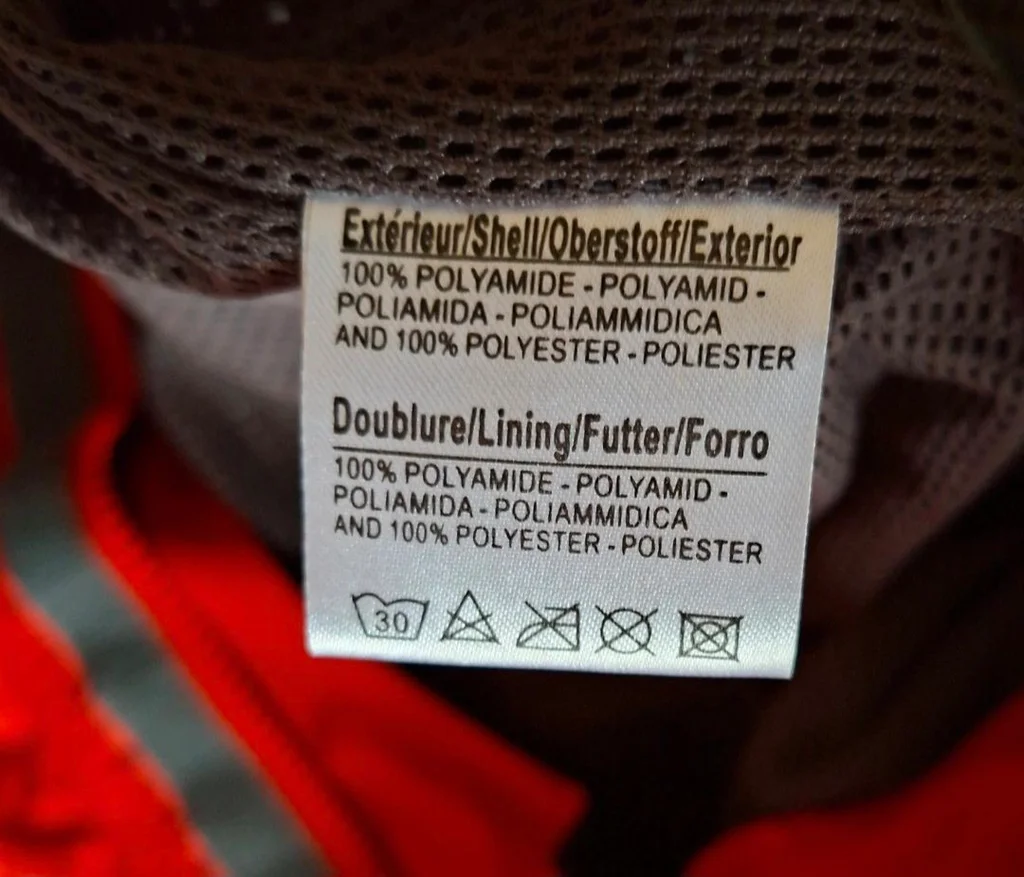 Extérieur/Shell/Oberstoff/Exterior
100% POLYAMIDE - POLYAMID -
POLIAMIDA - POLIAMMIDICA
AND 100% POLYESTER - POLIESTER
Doublure/Lining/Futter/Forro
100% POLYAMIDE - POLYAMID -
POLIAMIDA - POLIAMMIDICA
AND 100% POLYESTER - POLIESTER
30